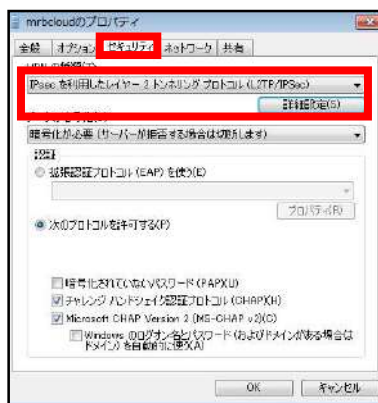 mrbcloudのプロパティ
全般 オプション セキュリティ ネットワーク 共有
VPN の種類(T):
IPsec を利用したレイヤー 2 トンネリング プロトコル (L2TP/IPSec)
詳細設定(S)
暗号化が必要 (サーバーが拒否する場合は切断します)
認証
拡張認証プロトコル (EAP) を使う(E)
プロパティ(R)
次のプロトコルを許可する(P)
暗号化されていないパスワード (PAP)(U)
チャレンジ ハンドシェイク認証プロトコル (CHAP)(H)
Microsoft CHAP Version 2 (MS-CHAP v2)(C)
Windows のログオン名とパスワード (およびドメインがある場合は
ドメイン) を自動的に使う(A)
OK キャンセル